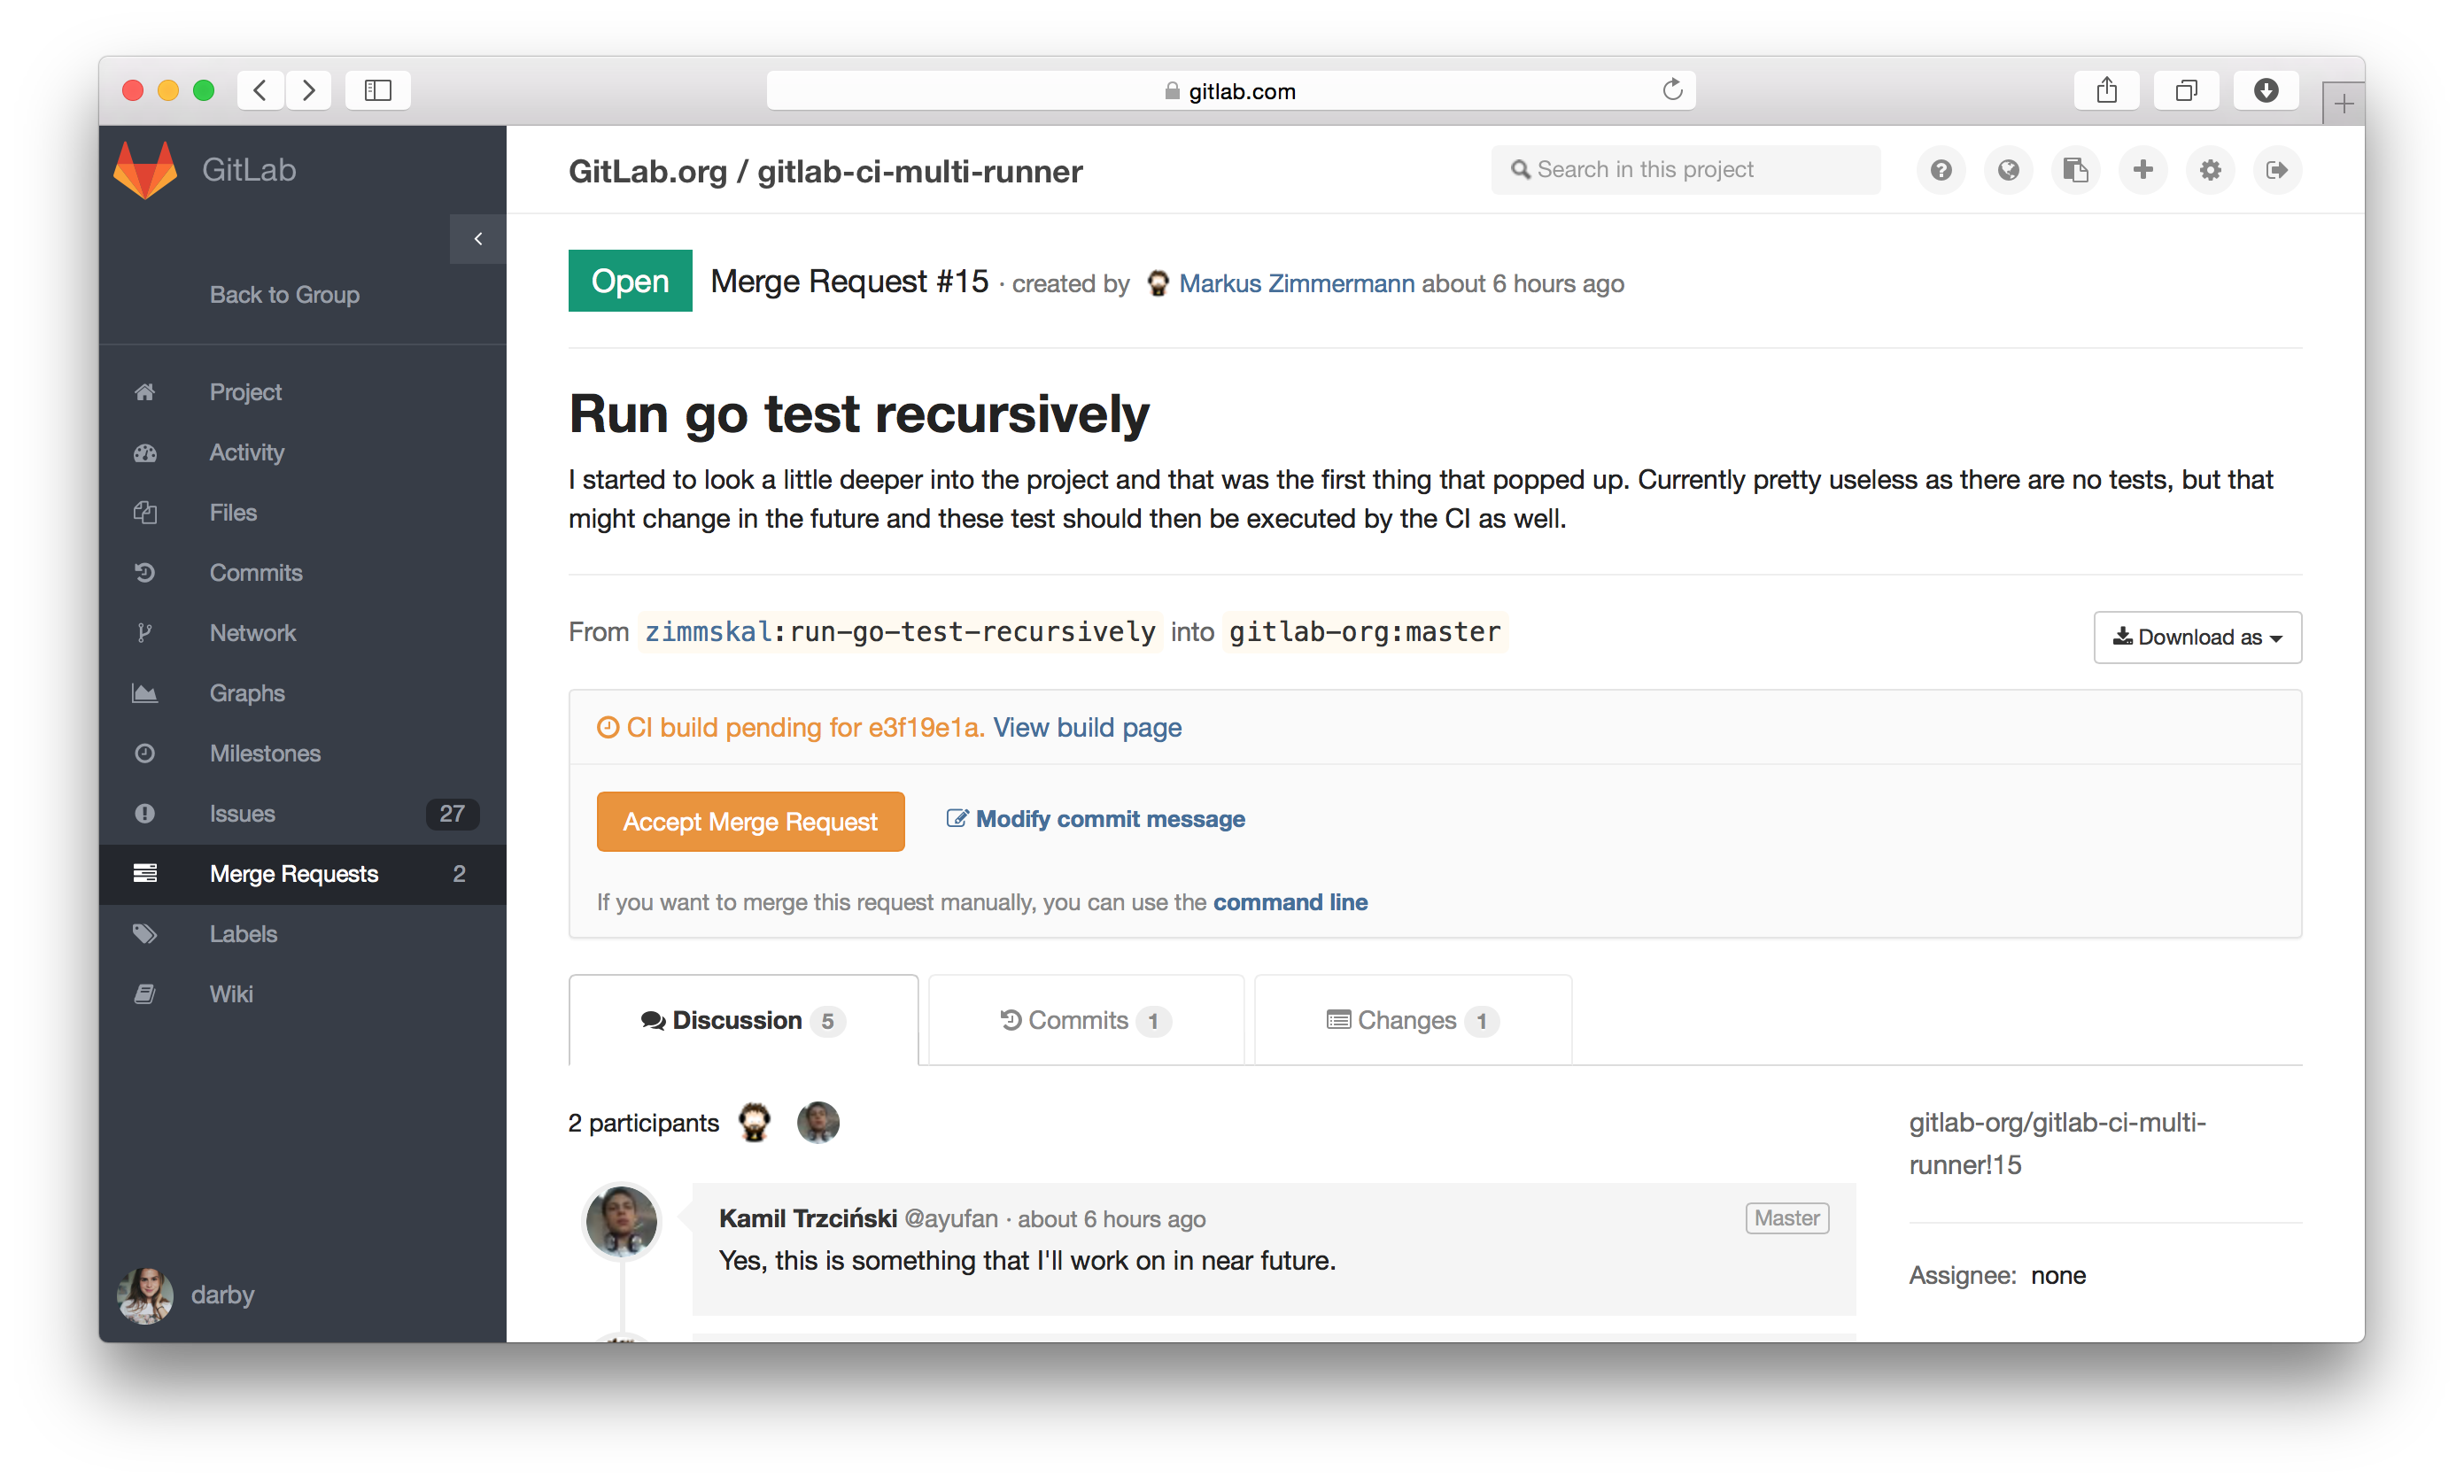 gitlab.com
GitLab
GitLab.org / gitlab-ci-multi-runner
Search in this project
Back to Group
Project
Activity
Files
Commits
Network
Graphs
Milestones
Issues 27
Merge Requests 2
Labels
Wiki
darby
Open Merge Request #15 · created by Markus Zimmermann about 6 hours ago
Run go test recursively
I started to look a little deeper into the project and that was the first thing that popped up. Currently pretty useless as there are no tests, but that
might change in the future and these test should then be executed by the CI as well.
From zimmskal:run-go-test-recursively into gitlab-org:master
Download as
CI build pending for e3f19e1a. View build page
Accept Merge Request Modify commit message
If you want to merge this request manually, you can use the command line
Discussion 5 Commits 1 Changes 1
2 participants
Kamil Trzciński @ayufan · about 6 hours ago Master
Yes, this is something that I'll work on in near future.
gitlab-org/gitlab-ci-multi-
runner!15
Assignee: none